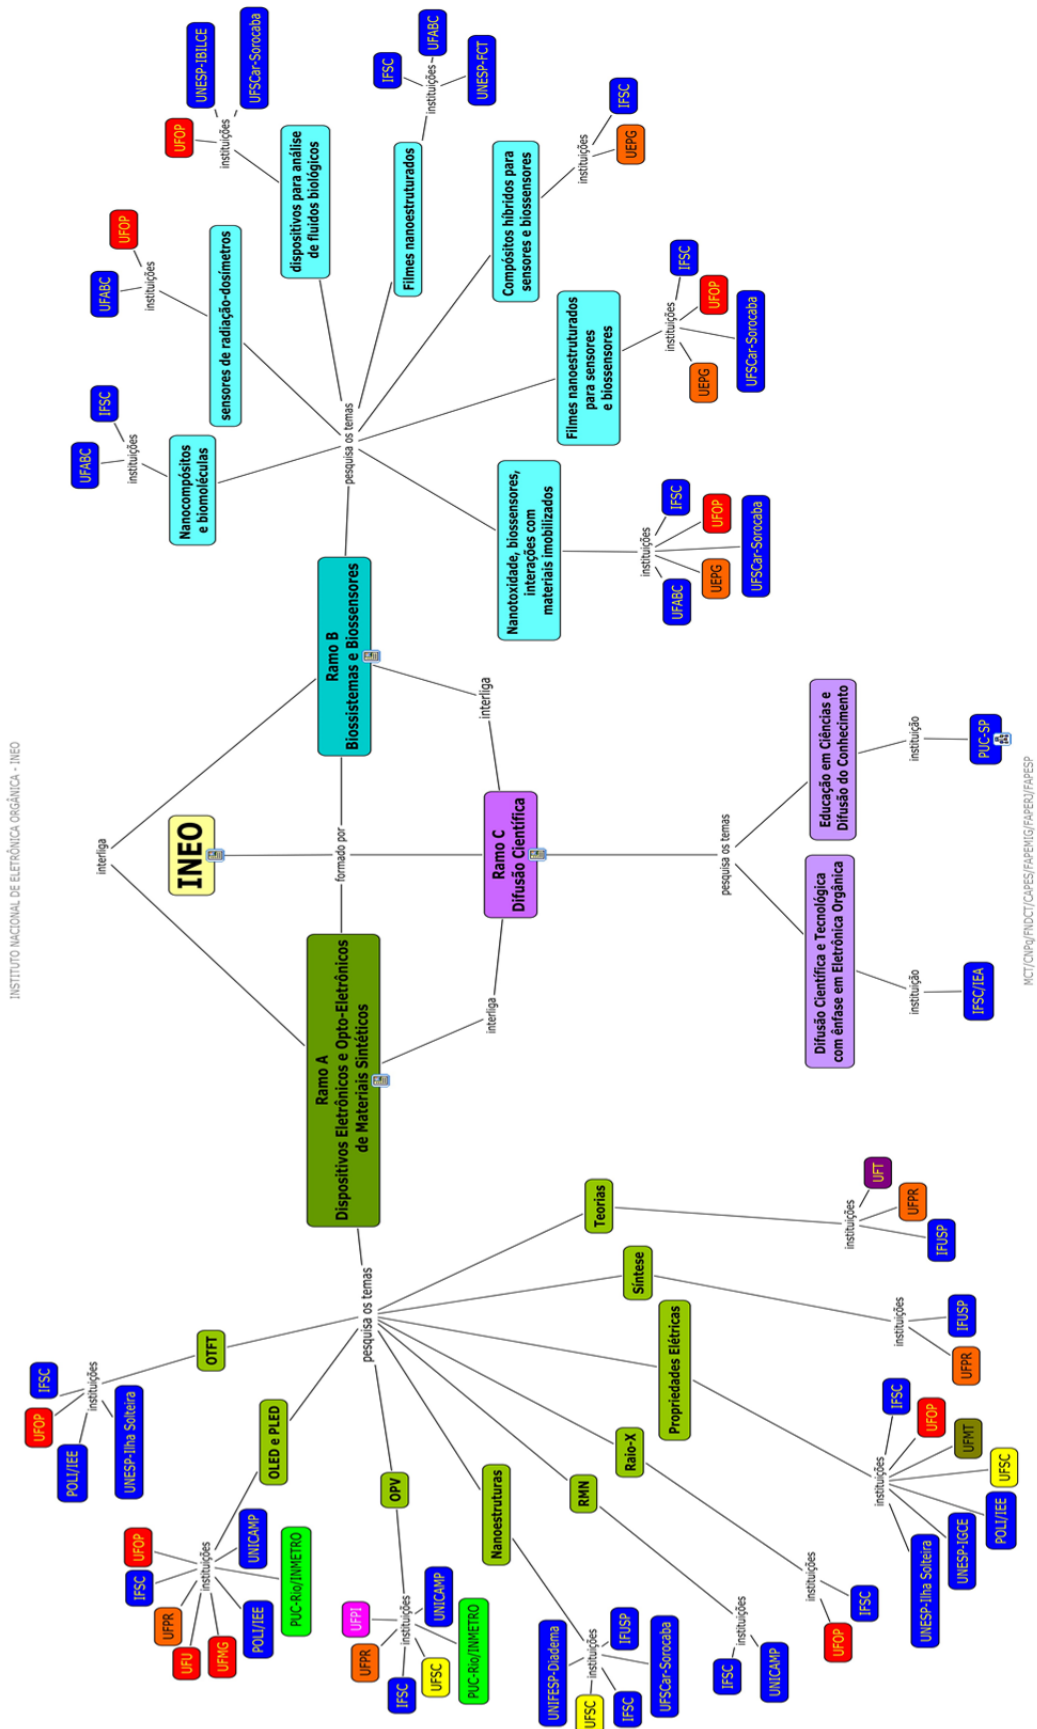 INSTITUTO NACIONAL DE ELETRÔNICA ORGÂNICA - INEO
interliga
INEO
formado por
Ramo A
Dispositivos Eletrônicos e Opto-Eletrônicos
de Materiais Sintéticos
Ramo B
Biossistemas e Biossensores
Ramo C
Difusão Científica
interliga
interliga
pesquisa os temas
OTFT
instituições
IFSC
UFOP
POLI/IEE
UNESP-Ilha Solteira
OLED e PLED
instituições
UFOP
IFSC
UFPR
UFU
UFMG
POLI/IEE
UNICAMP
PUC-Rio/INMETRO
OPV
instituições
UFPI
UFPR
IFSC
UFSC
UNICAMP
PUC-Rio/INMETRO
Nanoestruturas
instituições
UNIFESP-Diadema
UFSC
IFSC
IFUSP
UFSCar-Sorocaba
RMN
instituições
IFSC
UNICAMP
Raio-X
instituições
UFOP
IFSC
Propriedades Elétricas
instituições
UNESP-Ilha Solteira
UNESP-IGCE
POLI/IEE
UFSC
UFMT
UFOP
IFSC
Síntese
instituições
UFPR
IFUSP
Teorias
instituições
IFUSP
UFPR
UFT
pesquisa os temas
Nanocompósitos
e biomoléculas
instituições
UFABC
IFSC
sensores de radiação-dosímetros
instituições
UFABC
UFOP
dispositivos para análise
de fluidos biológicos
instituições
UFOP
UNESP-IBILCE
UFSCar-Sorocaba
Filmes nanoestruturados
instituições
IFSC
UFABC
UNESP-FCT
Compósitos híbridos para
sensores e biossensores
instituições
UEPG
IFSC
Filmes nanoestruturados
para sensores
e biossensores
instituições
UEPG
UFSCar-Sorocaba
UFOP
IFSC
Nanotoxidade, biossensores,
interações com
materiais imobilizados
instituições
UFABC
UEPG
UFSCar-Sorocaba
UFOP
IFSC
pesquisa os temas
Difusão Científica e Tecnológica
com ênfase em Eletrônica Orgânica
instituição
IFSC/IEA
Educação em Ciências e
Difusão do Conhecimento
instituição
PUC-SP
MCT/CNPq/FNDCT/CAPES/FAPEMIG/FAPERJ/FAPESP